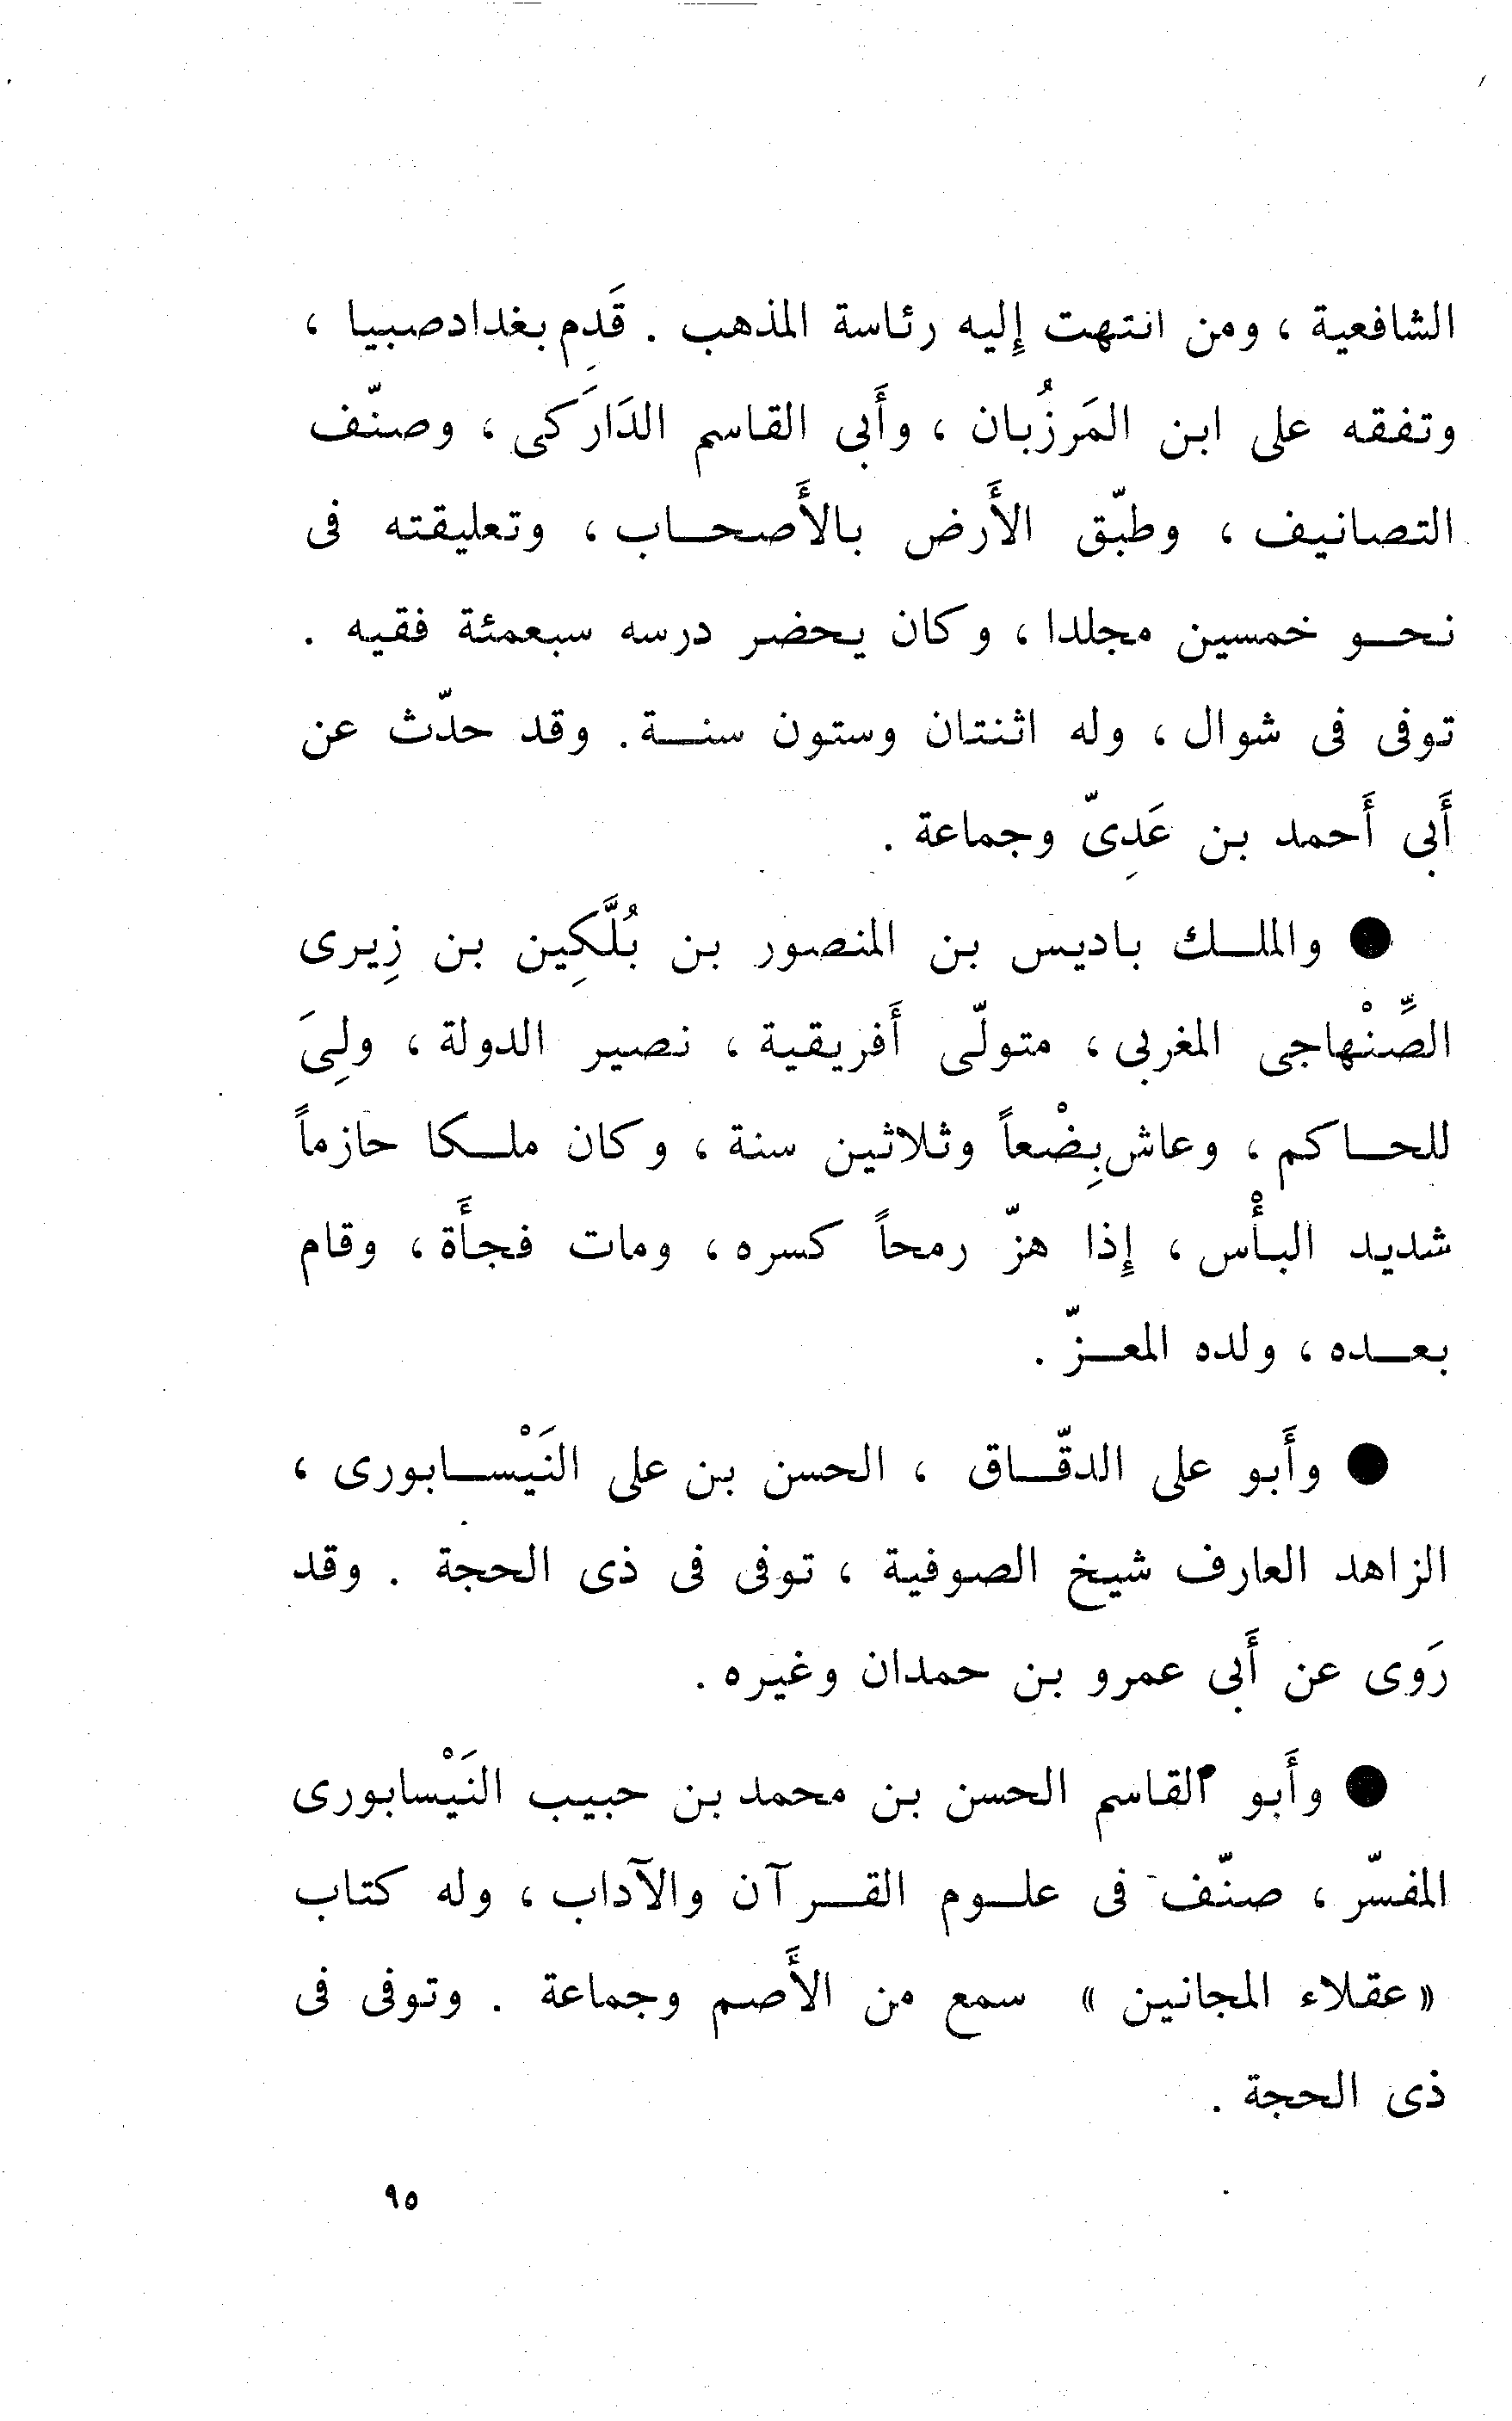 الشافعية ، ومن انتهت إليه رئاسة المذهب . قَدِم بغداد صبيا ،
وتفقه على ابن المَرزُبان ، وأَبى القاسم الدَارَكى ، وصنّف
التصانيف ، وطبّق الأَرض بالأَصحاب ، وتعليقته فى
نحو خمسين مجلدا ، وكان يحضر درسه سبعمئة فقيه .
توفى فى شوال ، وله اثنتان وستون سنة . وقد حدّث عن
أَبى أَحمد بن عَدِىّ وجماعة .
● والملك باديس بن المنصور بن بُلَّكِين بن زِيرى
الصِّنْهاجى المغربى ، متولّى أَفريقية ، نصير الدولة ، ولِىَ
للحاكم ، وعاش بِضْعاً وثلاثين سنة ، وكان ملكا حازماً
شديد البأْس ، إِذا هزّ رمحاً كسره ، ومات فجأَة ، وقام
بعده ، ولده المعزّ .
● وأَبو على الدقّاق ، الحسن بن على النَيْسابورى ،
الزاهد العارف شيخ الصوفية ، توفى فى ذى الحجة . وقد
رَوى عن أَبى عمرو بن حمدان وغيره .
● وأَبو القاسم الحسن بن محمد بن حبيب النَيْسابورى
المفسّر ، صنّف فى علوم القرآن والآداب ، وله كتاب
« عقلاء المجانين » سمع من الأَصم وجماعة . وتوفى فى
ذى الحجة .
٩٥